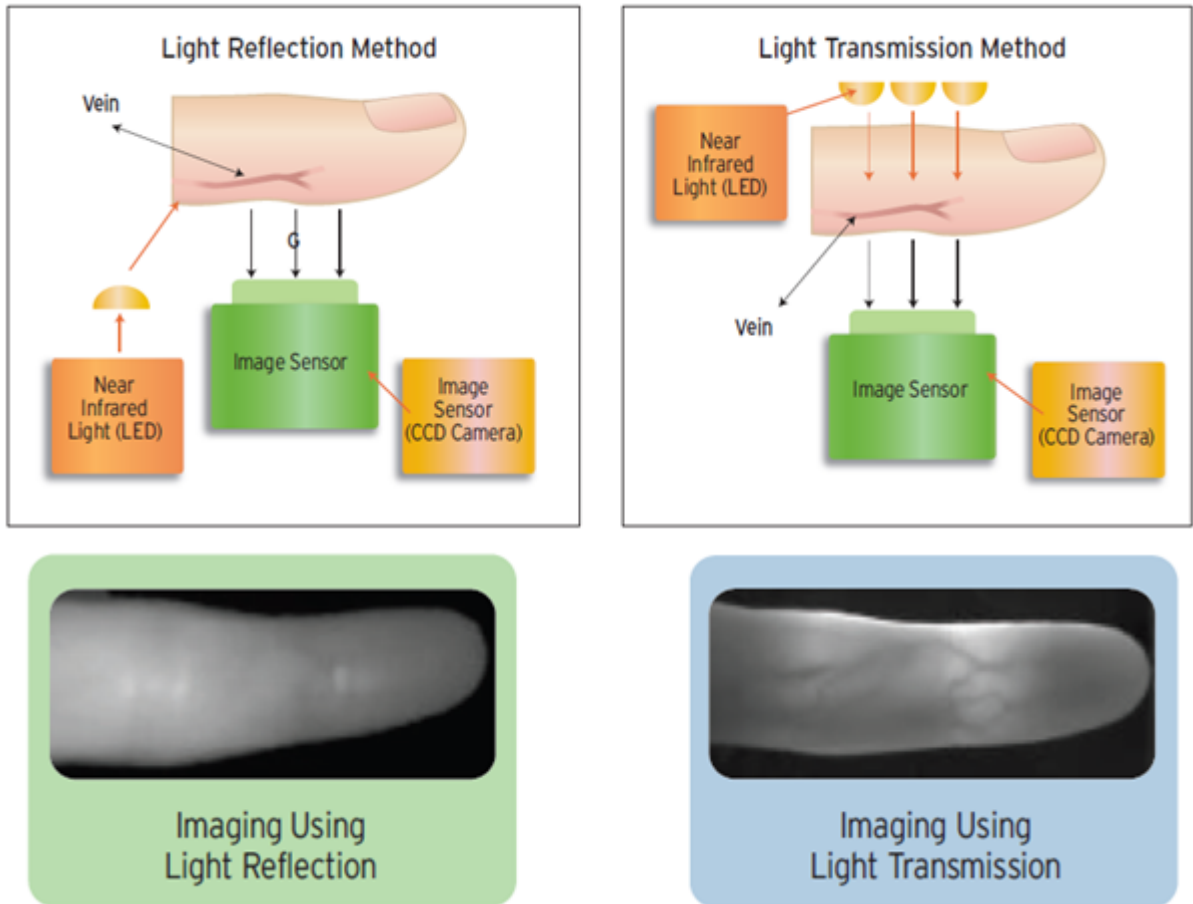 Light Reflection Method
Vein
G
Near
Infrared
Light (LED)
Image Sensor
Image
Sensor
(CCD Camera)
Light Transmission Method
Near
Infrared
Light (LED)
Vein
Image Sensor
Image
Sensor
(CCD Camera)
Imaging Using
Light Reflection
Imaging Using
Light Transmission